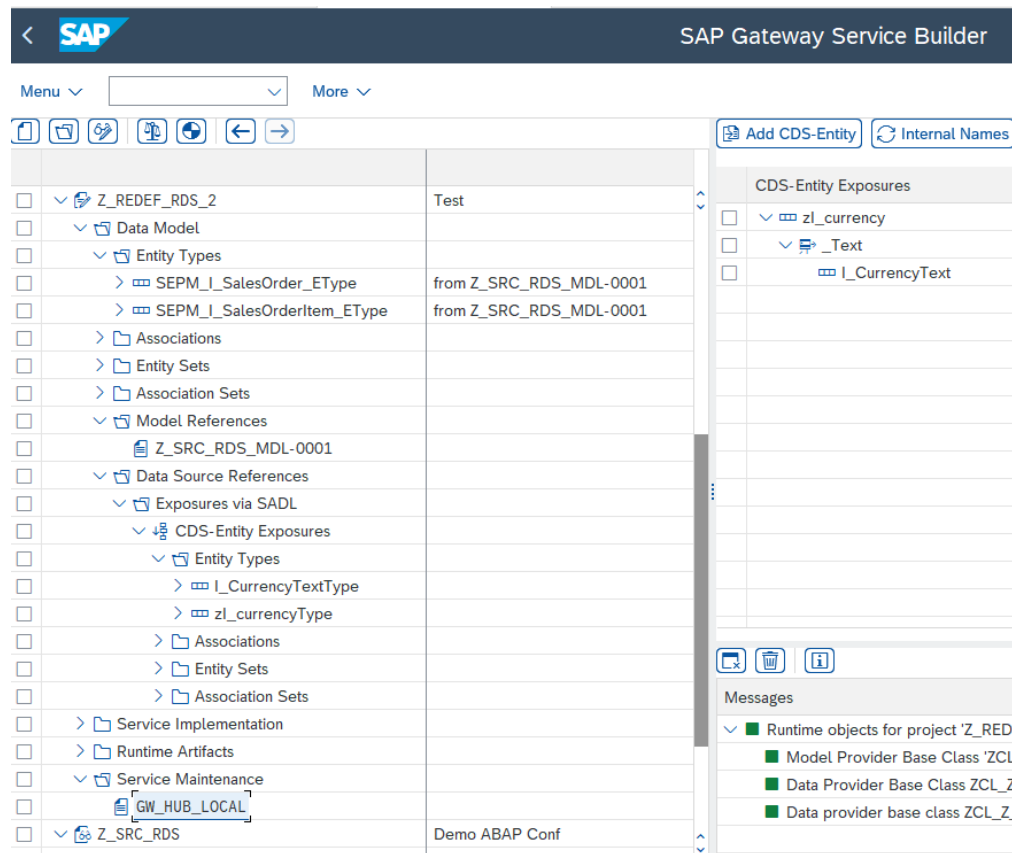 SAP
SAP Gateway Service Builder
Menu
More
Add CDS-Entity
Internal Names
Z_REDEF_RDS_2 Test
Data Model
Entity Types
SEPM_I_SalesOrder_EType from Z_SRC_RDS_MDL-0001
SEPM_I_SalesOrderItem_EType from Z_SRC_RDS_MDL-0001
Associations
Entity Sets
Association Sets
Model References
Z_SRC_RDS_MDL-0001
Data Source References
Exposures via SADL
CDS-Entity Exposures
Entity Types
I_CurrencyTextType
zI_currencyType
Associations
Entity Sets
Association Sets
Service Implementation
Runtime Artifacts
Service Maintenance
GW_HUB_LOCAL
Z_SRC_RDS Demo ABAP Conf
CDS-Entity Exposures
zI_currency
_Text
I_CurrencyText
Messages
Runtime objects for project 'Z_RED
Model Provider Base Class 'ZCL
Data Provider Base Class ZCL_Z
Data provider base class ZCL_Z_